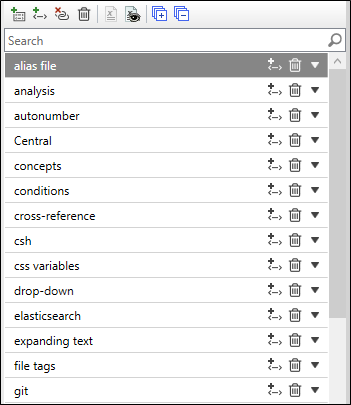 Search
alias file
analysis
autonumber
Central
concepts
conditions
cross-reference
csh
css variables
drop-down
elasticsearch
expanding text
file tags
git